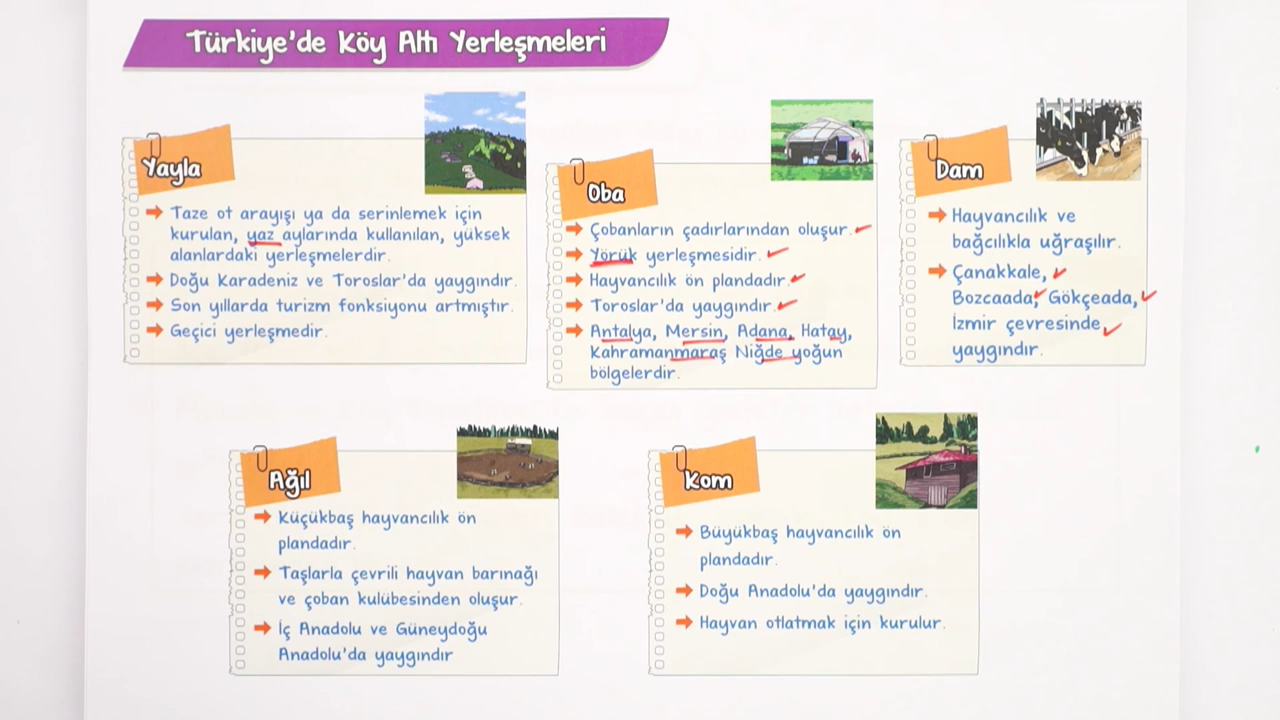 Türkiye'de Köy Altı Yerleşmeleri
Yayla
Taze ot arayışı ya da serinlemek için
kurulan, yaz aylarında kullanılan, yüksek
alanlardaki yerleşmelerdir.
Doğu Karadeniz ve Toroslar'da yaygındır.
Son yıllarda turizm fonksiyonu artmıştır.
Geçici yerleşmedir.
Oba
Çobanların çadırlarından oluşur.
Yörük yerleşmesidir.
Hayvancılık ön plandadır.
Toroslar'da yaygındır.
Antalya, Mersin, Adana, Hatay,
Kahramanmaraş Niğde yoğun
bölgelerdir.
Dam
Hayvancılık ve
bağcılıkla uğraşılır.
Çanakkale,
Bozcaada, Gökçeada,
İzmir çevresinde
yaygındır.
Ağıl
Küçükbaş hayvancılık ön
plandadır.
Taşlarla çevrili hayvan barınağı
ve çoban kulübesinden oluşur.
İç Anadolu ve Güneydoğu
Anadolu'da yaygındır
Kom
Büyükbaş hayvancılık ön
plandadır.
Doğu Anadolu'da yaygındır.
Hayvan otlatmak için kurulur.